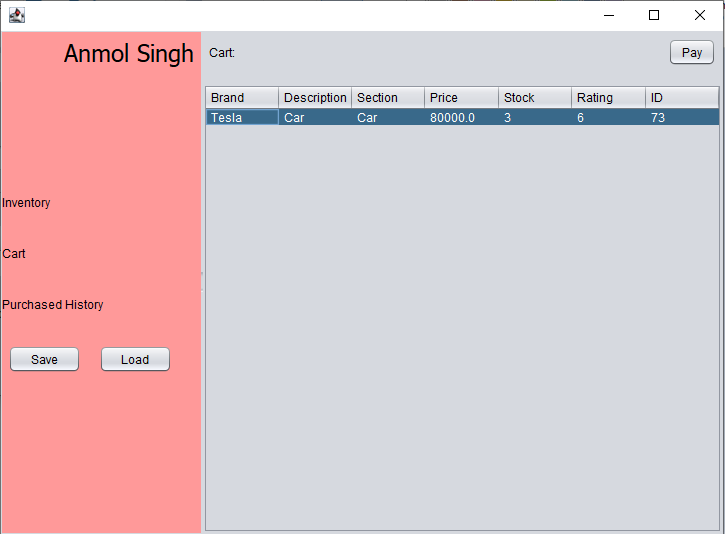 Anmol Singh
Inventory
Cart
Purchased History
Save Load
Cart:
Pay
Brand Description Section Price Stock Rating ID
Tesla Car Car 80000.0 3 6 73